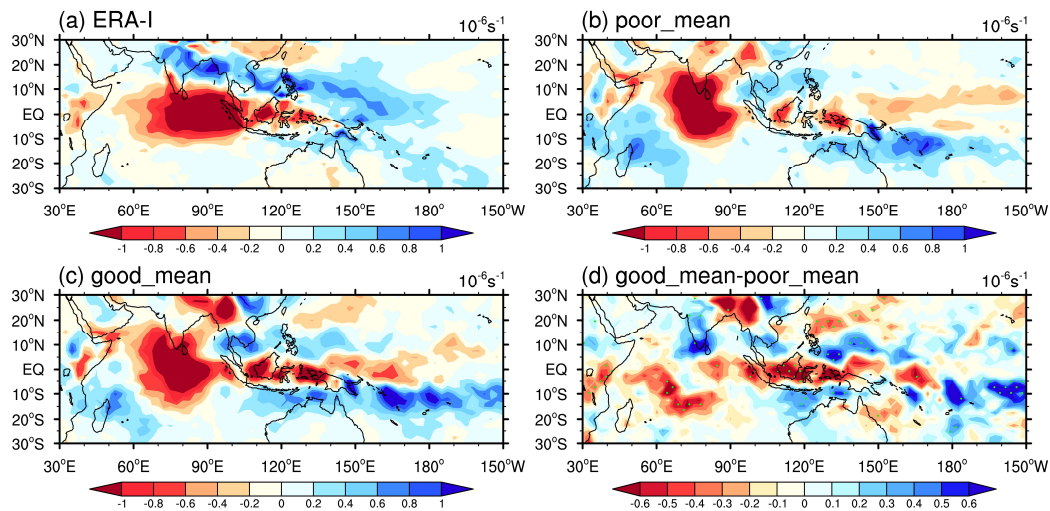 (a) ERA-I 10⁻⁶s⁻¹ (b) poor_mean 10⁻⁶s⁻¹
30°N 30°N
20°N 20°N
10°N 10°N
EQ EQ
10°S 10°S
20°S 20°S
30°S 30°S
30°E 60°E 90°E 120°E 150°E 180° 150°W 30°E 60°E 90°E 120°E 150°E 180° 150°W
-1 -0.8 -0.6 -0.4 -0.2 0 0.2 0.4 0.6 0.8 1 -1 -0.8 -0.6 -0.4 -0.2 0 0.2 0.4 0.6 0.8 1
(c) good_mean 10⁻⁶s⁻¹ (d) good_mean-poor_mean 10⁻⁶s⁻¹
30°N 30°N
20°N 20°N
10°N 10°N
EQ EQ
10°S 10°S
20°S 20°S
30°S 30°S
30°E 60°E 90°E 120°E 150°E 180° 150°W 30°E 60°E 90°E 120°E 150°E 180° 150°W
-1 -0.8 -0.6 -0.4 -0.2 0 0.2 0.4 0.6 0.8 1 -0.6 -0.5 -0.4 -0.3 -0.2 -0.1 0 0.1 0.2 0.3 0.4 0.5 0.6